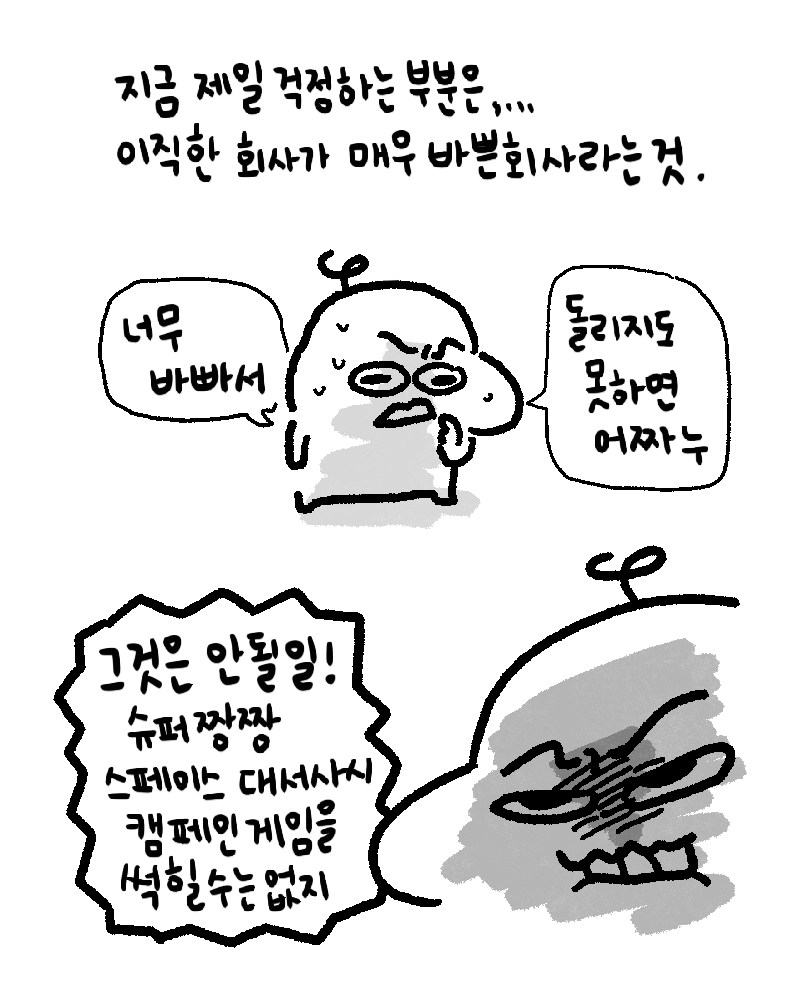 지금 제일 걱정하는 부분은,...
이직한 회사가 매우 바쁜회사라는것.
너무
바빠서
돌리지도
못하면
어짜누
그것은 안될일!
슈퍼 짱짱
스페이스 대서사시
캠페인 게임을
썩힐수는 없지